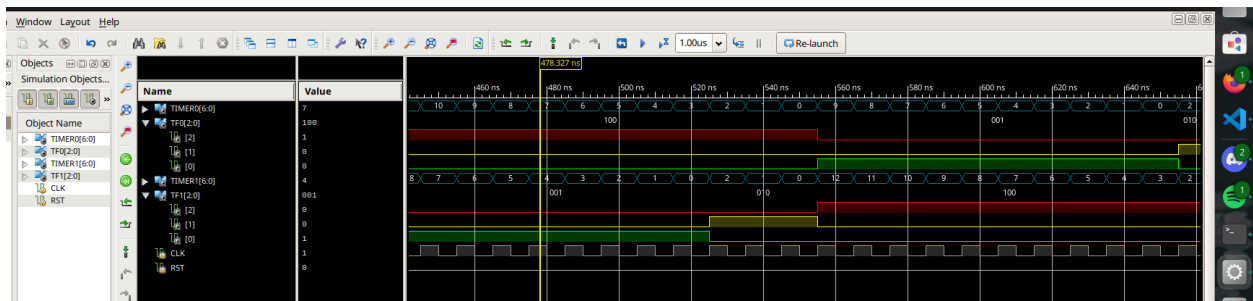 Window Layout Help
1.00us
Re-launch
Objects
Simulation Objects...
Object Name
TIMER0[6:0]
TF0[2:0]
TIMER1[6:0]
TF1[2:0]
CLK
RST
Name Value
TIMER0[6:0] 7
TF0[2:0] 100
[2] 1
[1] 0
[0] 0
TIMER1[6:0] 4
TF1[2:0] 001
[2] 0
[1] 0
[0] 1
CLK 1
RST 0
478.327 ns
460 ns 480 ns 500 ns 520 ns 540 ns 560 ns 580 ns 600 ns 620 ns 640 ns
10 9 8 7 6 5 4 3 2 1 0 9 8 7 6 5 4 3 2 1 0 2
100 001 010
8 7 6 5 4 3 2 1 0 2 1 0 12 11 10 9 8 7 6 5 4 3 2
001 010 100
1
2
1